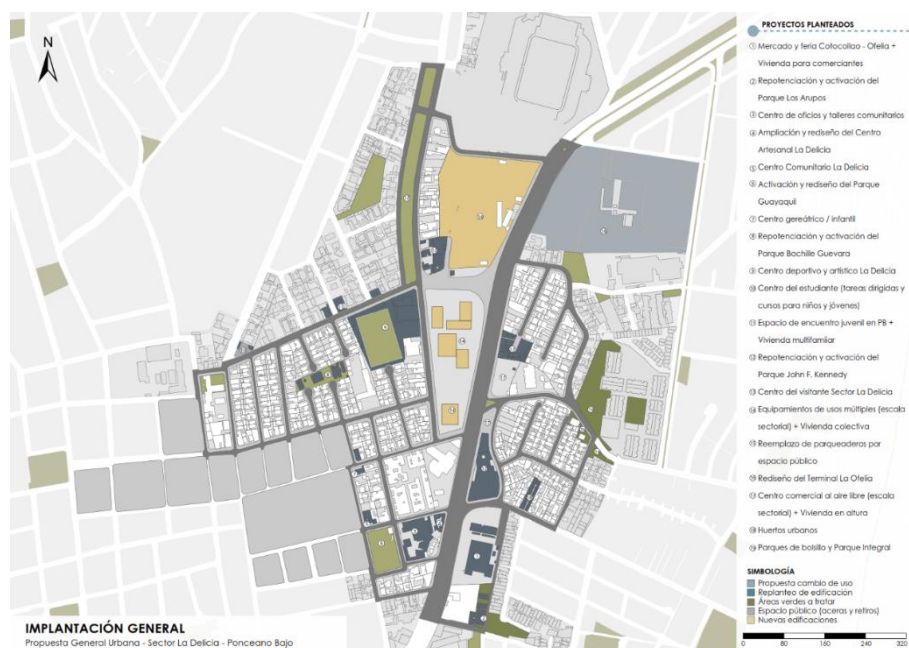 N
PROYECTOS PLANTEADOS
① Mercado y feria Cotocollao - Ofelia +
Vivienda para comerciantes
② Repotenciación y activación del
Parque Los Arupos
③ Centro de oficios y talleres comunitarios
④ Ampliación y rediseño del Centro
Artesanal La Delicia
⑤ Centro Comunitario La Delicia
⑥ Activación y rediseño del Parque
Guayaquil
⑦ Centro gereátrico / infantil
⑧ Repotenciación y activación del
Parque Bachille Guevara
⑨ Centro deportivo y artístico La Delicia
⑩ Centro del estudiante (tareas dirigidas y
cursos para niños y jóvenes)
⑪ Espacio de encuentro juvenil en PB +
Vivienda multifamiiar
⑫ Repotenciación y activación del
Parque John F. Kennedy
⑬ Centro del visitante Sector La Delicia
⑭ Equipamientos de usos múltiples (escala
sectorial) + Vivienda colectiva
⑮ Reemplazo de parqueaderos por
espacio público
⑯ Rediseño del Terminal La Ofelia
⑰ Centro comercial al aire libre (escala
sectorial) + Vivienda en altura
⑱ Huertos urbanos
⑲ Parques de bolsillo y Parque Integral
SIMBOLOGÍA
Propuesta cambio de uso
Replanteo de edificación
Áreas verdes a tratar
Espacio público (aceras y retiros)
Nuevas edificaciones
0 80 160 240 320
IMPLANTACIÓN GENERAL
Propuesta General Urbana - Sector La Delicia - Ponceano Bajo